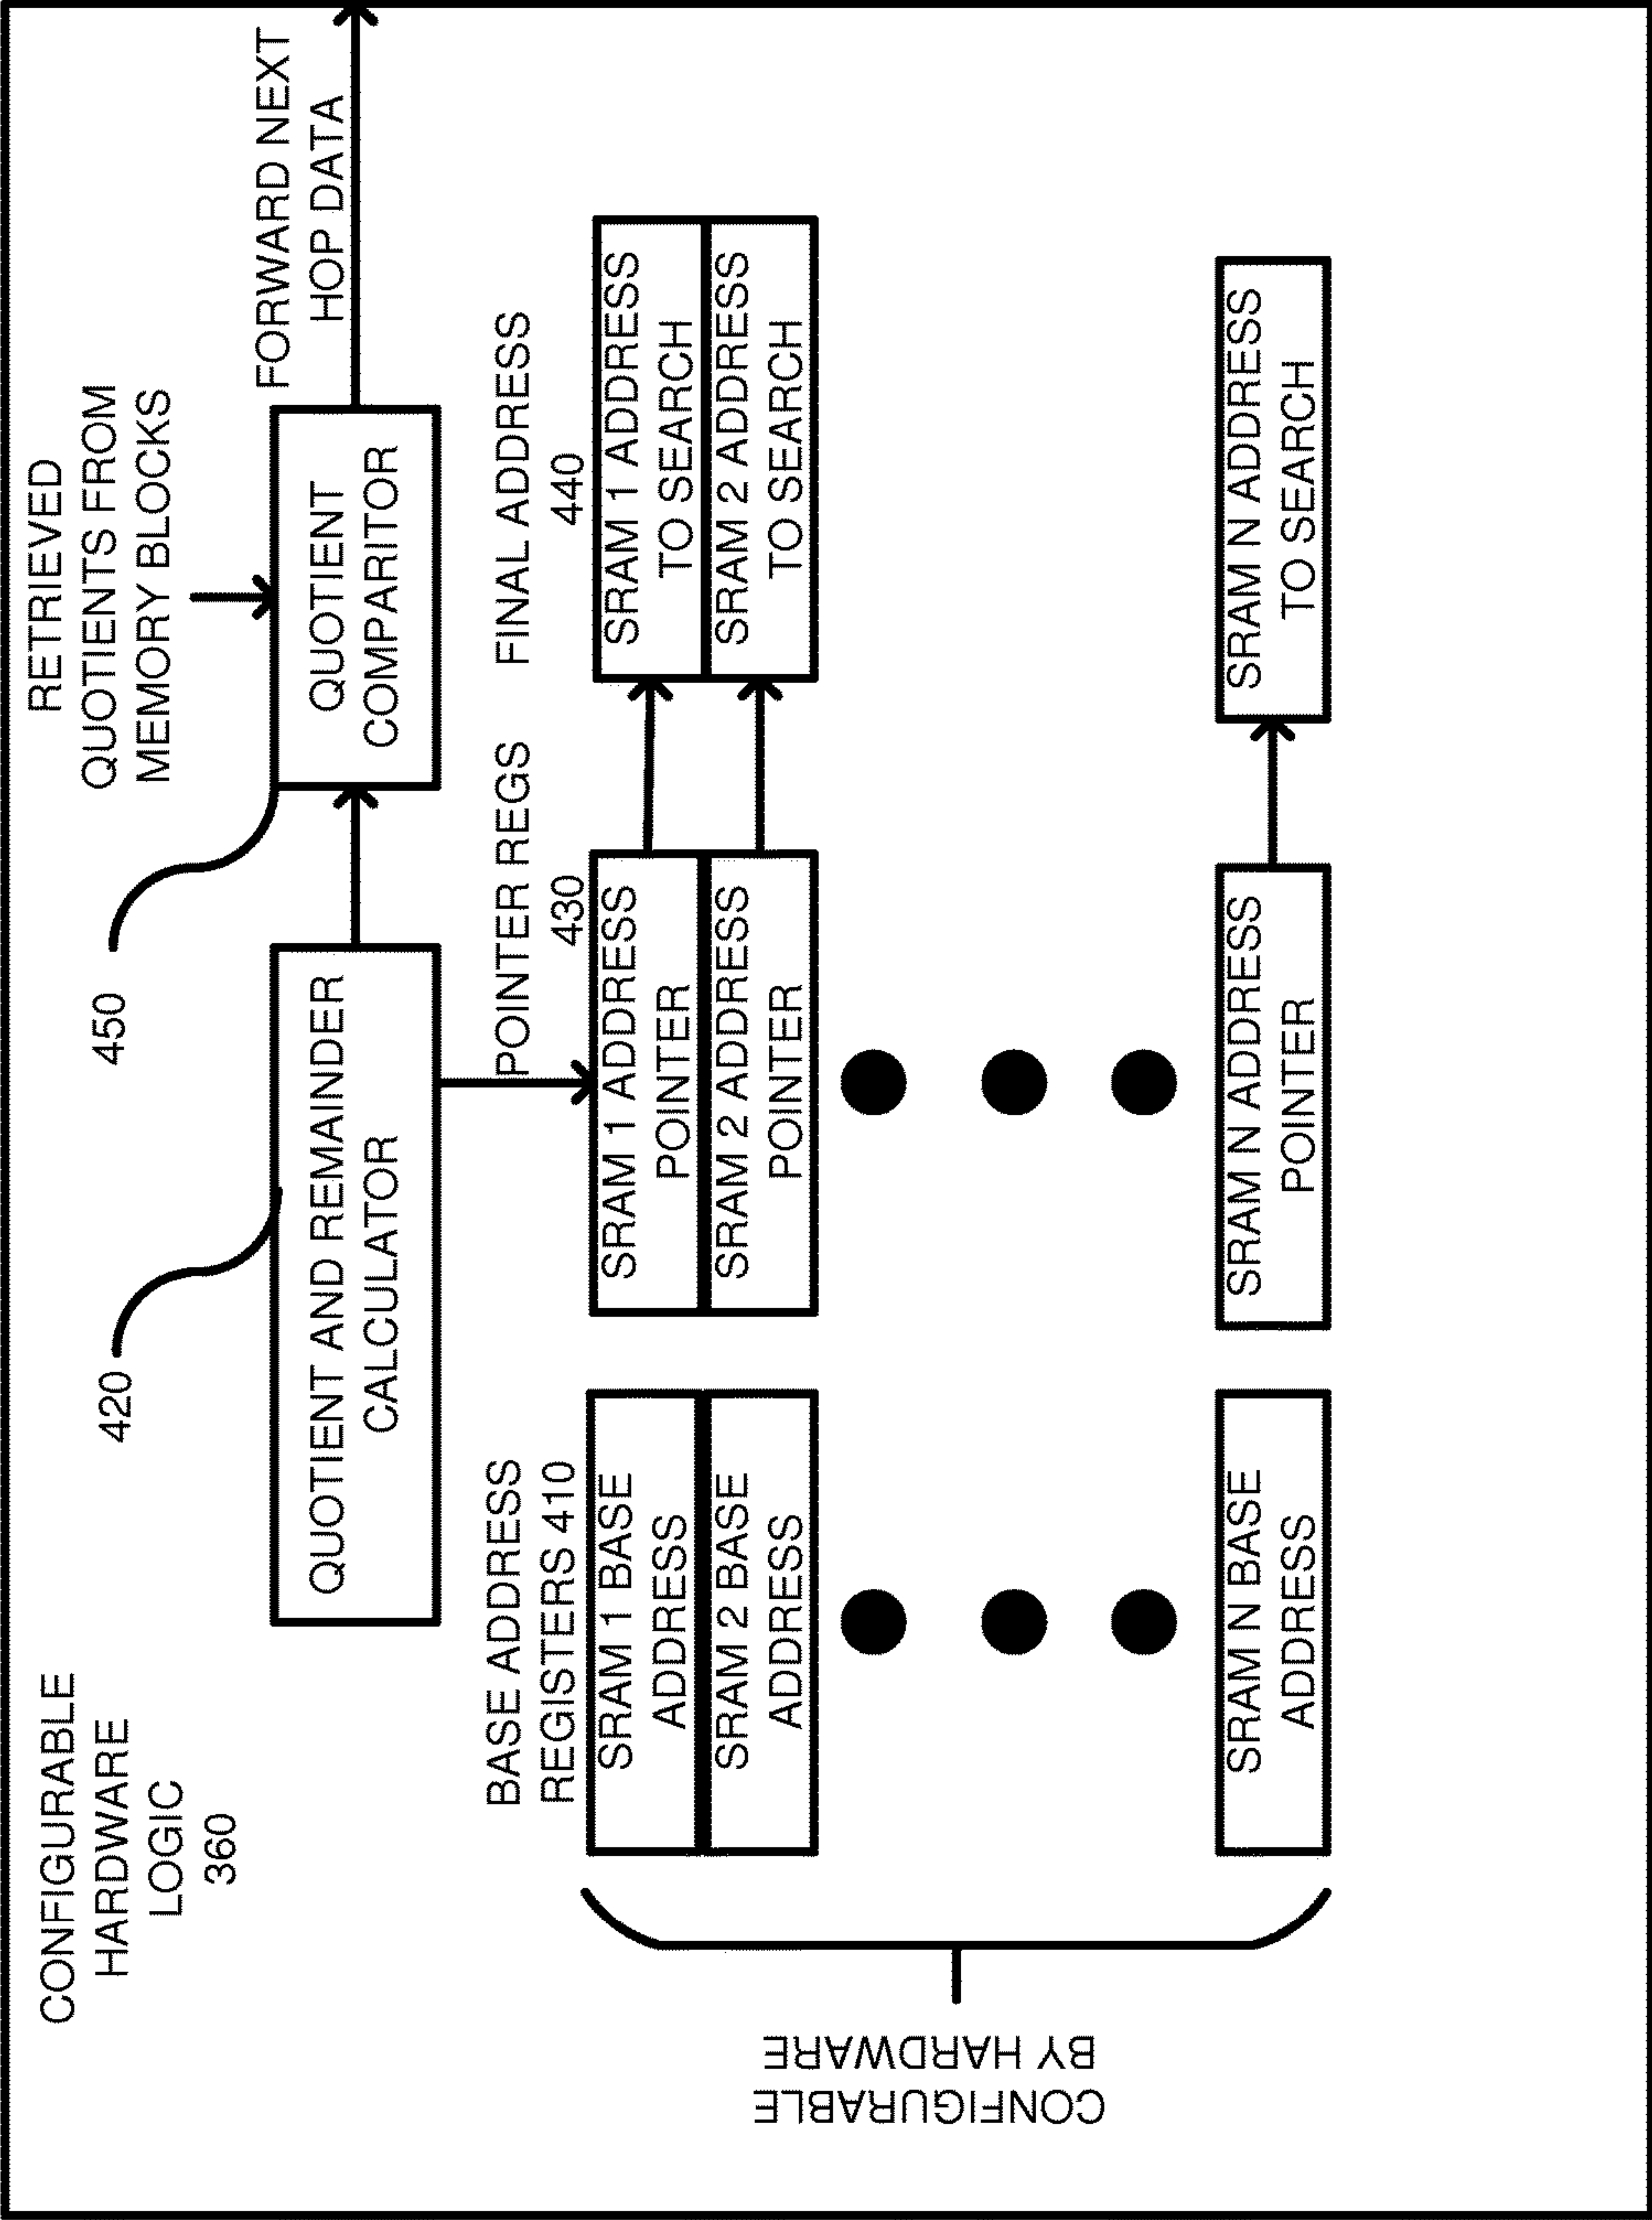 CONFIGURABLE
HARDWARE
LOGIC
360
420
QUOTIENT AND REMAINDER
CALCULATOR
450
RETRIEVED
QUOTIENTS FROM
MEMORY BLOCKS
QUOTIENT
COMPARITOR
FORWARD NEXT
HOP DATA
BASE ADDRESS
REGISTERS 410
SRAM 1 BASE
ADDRESS
SRAM 2 BASE
ADDRESS
SRAM N BASE
ADDRESS
POINTER REGS
430
SRAM 1 ADDRESS
POINTER
SRAM 2 ADDRESS
POINTER
SRAM N ADDRESS
POINTER
FINAL ADDRESS
440
SRAM 1 ADDRESS
TO SEARCH
SRAM 2 ADDRESS
TO SEARCH
SRAM N ADDRESS
TO SEARCH
CONFIGURABLE
BY HARDWARE